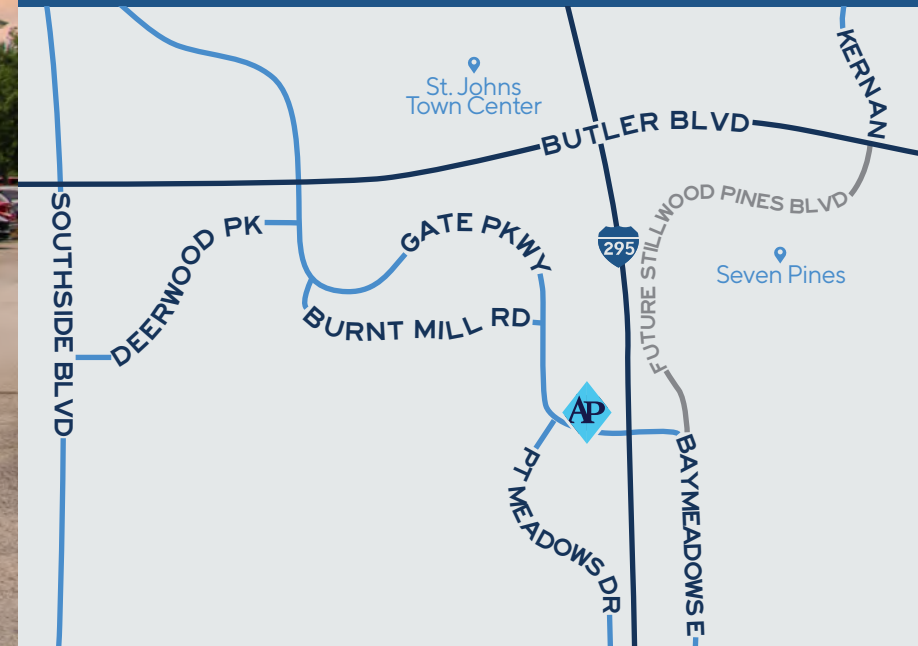 KERNAN
St. Johns
Town Center
BUTLER BLVD
SOUTHSIDE BLVD
DEERWOOD PK
GATE PKWY
FUTURE STILLWOOD PINES BLVD
295
Seven Pines
BURNT MILL RD
AP
PT MEADOWS DR
BAYMEADOWS E